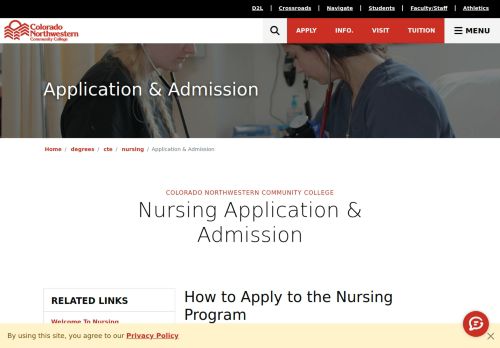 D2L | Crossroads | Navigate | Students | Faculty/Staff | Athletics
Colorado
Northwestern
Community College
APPLY INFO. VISIT TUITION MENU
Application & Admission
Home / degrees / cte / nursing / Application & Admission
COLORADO NORTHWESTERN COMMUNITY COLLEGE
Nursing Application &
Admission
RELATED LINKS
Welcome To Nursing
How to Apply to the Nursing
Program
By using this site, you agree to our Privacy Policy
×